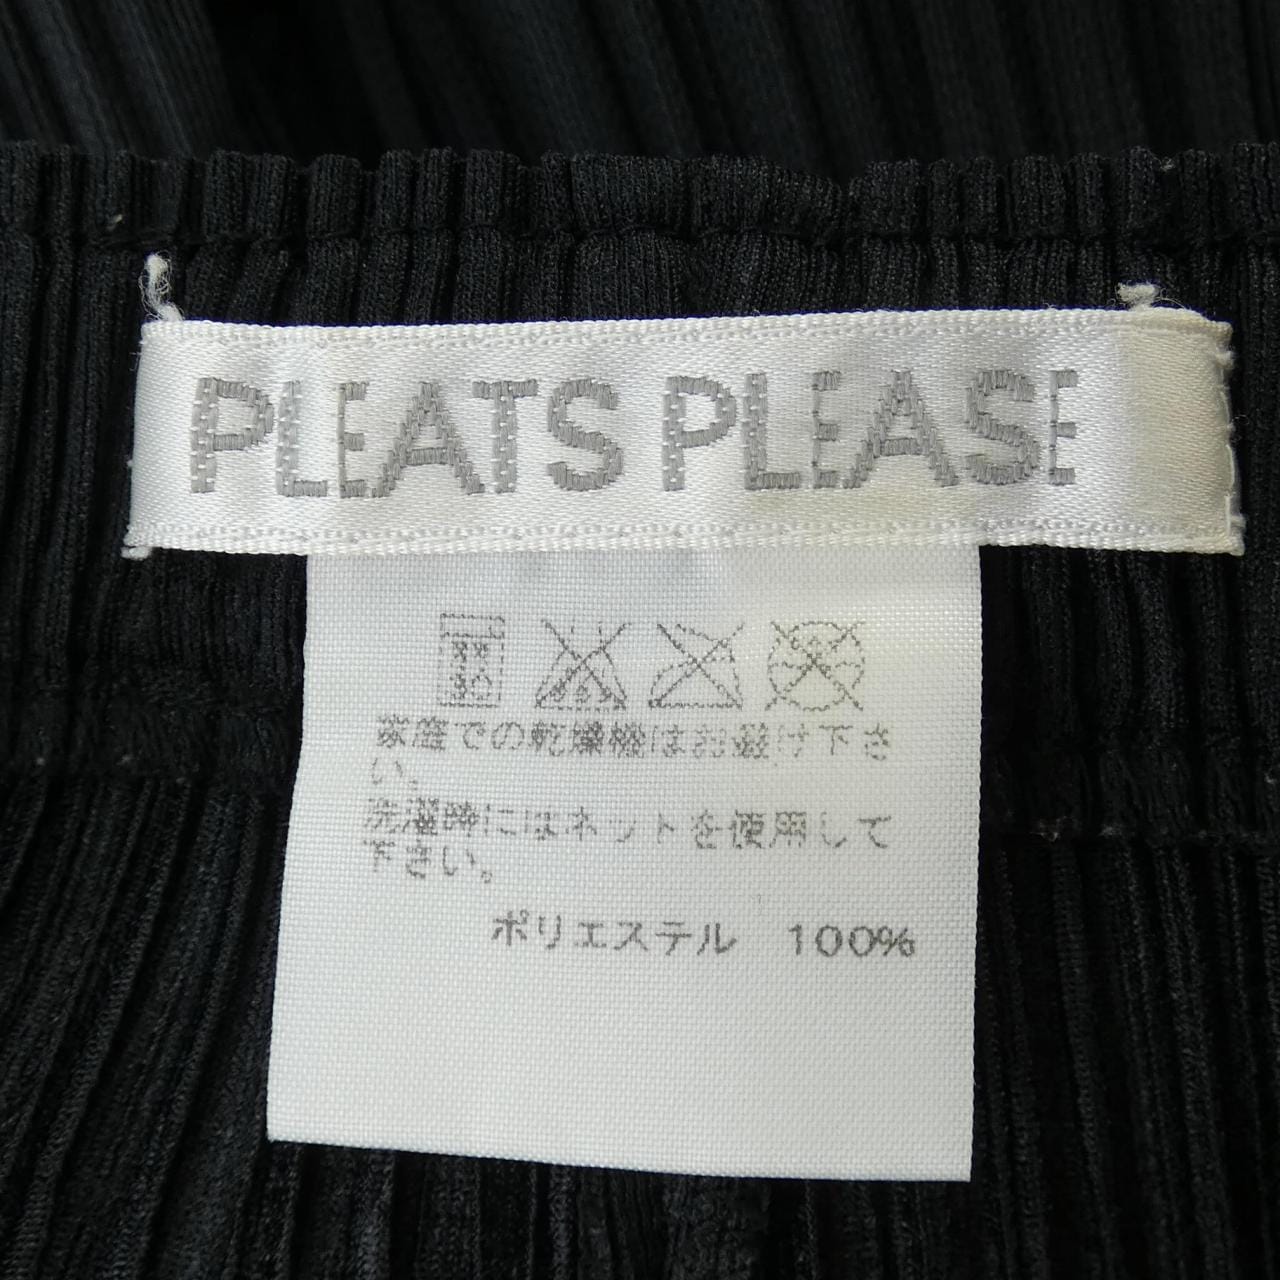 PLEATS PLEASE
弱
30
家庭での乾燥機はお避け下さ
い。
洗濯時にはネットを使用して
下さい。
ポリエステル 100%